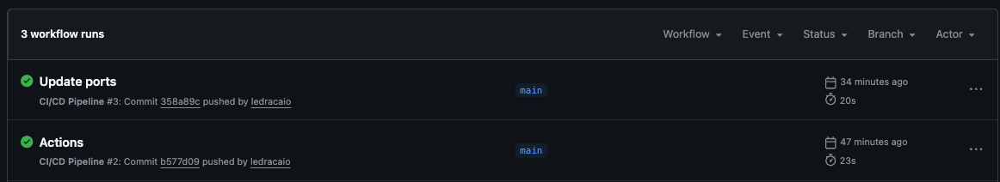 3 workflow runs Workflow Event Status Branch Actor
Update ports main 34 minutes ago
CI/CD Pipeline #3: Commit 358a89c pushed by ledracaio 20s
Actions main 47 minutes ago
CI/CD Pipeline #2: Commit b577d09 pushed by ledracaio 23s